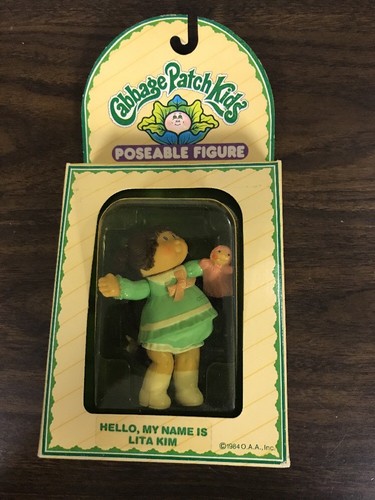 Cabbage Patch Kids
POSEABLE FIGURE
HELLO, MY NAME IS
LITA KIM
©1984 O.A.A., Inc.